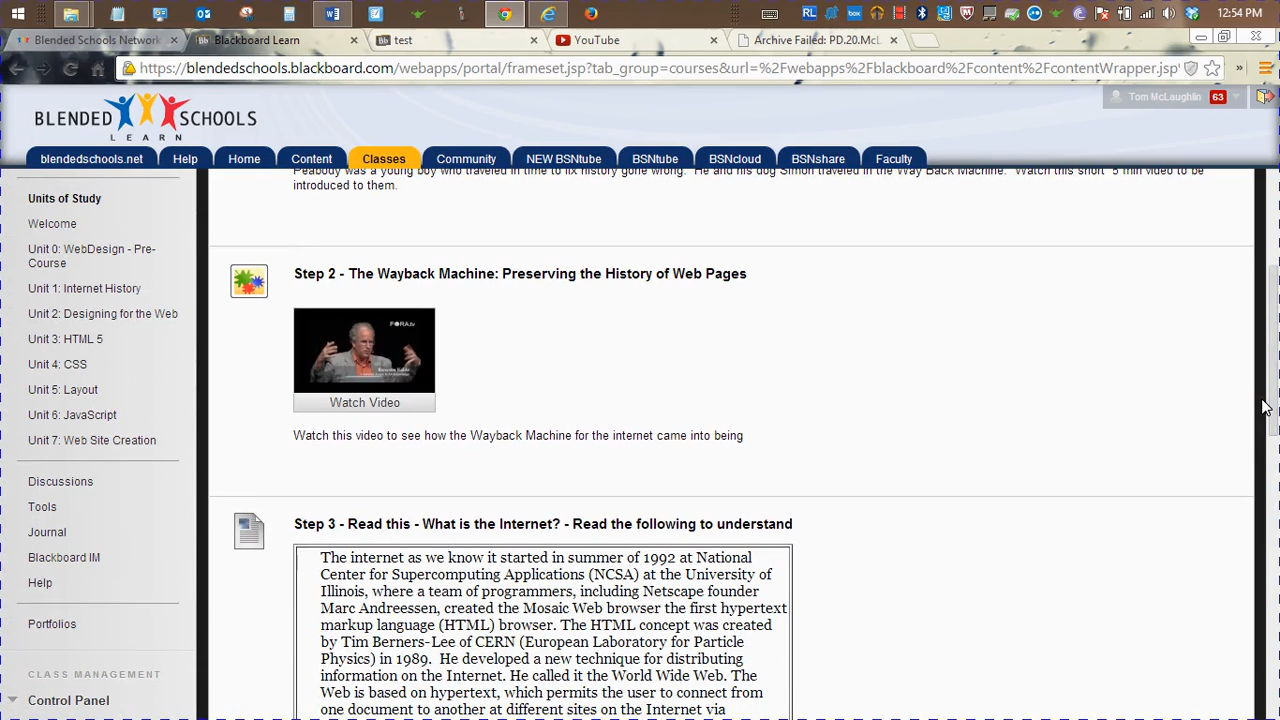 12:54 PM
Blended Schools Network
Blackboard Learn
test
YouTube
Archive Failed: PD.20.McL
https://blendedschools.blackboard.com/webapps/portal/frameset.jsp?tab_group=courses&url=%2Fwebapps%2Fblackboard%2Fcontent%2FcontentWrapper.jsp
BLENDED SCHOOLS
LEARN
Tom McLaughlin 63
blendedschools.net Help Home Content Classes Community NEW BSNtube BSNtube BSNcloud BSNshare Faculty
Peabody was a young boy who traveled in time to fix history gone wrong. He and his dog Simon traveled in the Way Back Machine. Watch this short 5 min video to be
introduced to them.
Units of Study
Welcome
Unit 0: WebDesign - Pre-
Course
Unit 1: Internet History
Unit 2: Designing for the Web
Unit 3: HTML 5
Unit 4: CSS
Unit 5: Layout
Unit 6: JavaScript
Unit 7: Web Site Creation
Discussions
Tools
Journal
Blackboard IM
Help
Portfolios
CLASS MANAGEMENT
Control Panel
Step 2 - The Wayback Machine: Preserving the History of Web Pages
FORA.tv
Watch Video
Watch this video to see how the Wayback Machine for the internet came into being
Step 3 - Read this - What is the Internet? - Read the following to understand
The internet as we know it started in summer of 1992 at National
Center for Supercomputing Applications (NCSA) at the University of
Illinois, where a team of programmers, including Netscape founder
Marc Andreessen, created the Mosaic Web browser the first hypertext
markup language (HTML) browser. The HTML concept was created
by Tim Berners-Lee of CERN (European Laboratory for Particle
Physics) in 1989. He developed a new technique for distributing
information on the Internet. He called it the World Wide Web. The
Web is based on hypertext, which permits the user to connect from
one document to another at different sites on the Internet via